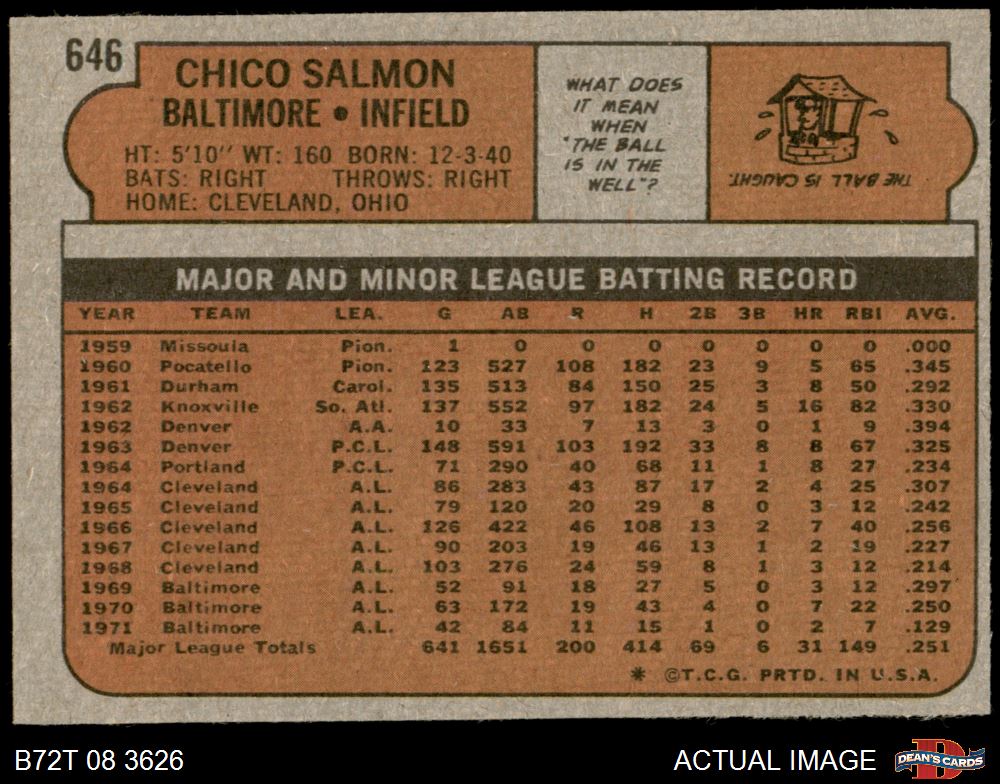 646
CHICO SALMON
BALTIMORE • INFIELD
HT: 5'10" WT: 160 BORN: 12-3-40
BATS: RIGHT THROWS: RIGHT
HOME: CLEVELAND, OHIO
WHAT DOES
IT MEAN
WHEN
"THE BALL
IS IN THE
WELL"?
THE BALL IS CAUGHT.
MAJOR AND MINOR LEAGUE BATTING RECORD
YEAR TEAM LEA. G AB R H 2B 3B HR RBI AVG.
1959 Missoula Pion. 1 0 0 0 0 0 0 0 .000
1960 Pocatello Pion. 123 527 108 182 23 9 5 65 .345
1961 Durham Carol. 135 513 84 150 25 3 8 50 .292
1962 Knoxville So. Atl. 137 552 97 182 24 5 16 82 .330
1962 Denver A.A. 10 33 7 13 3 0 1 9 .394
1963 Denver P.C.L. 148 591 103 192 33 8 8 67 .325
1964 Portland P.C.L. 71 290 40 68 11 1 8 27 .234
1964 Cleveland A.L. 86 283 43 87 17 2 4 25 .307
1965 Cleveland A.L. 79 120 20 29 8 0 3 12 .242
1966 Cleveland A.L. 126 422 46 108 13 2 7 40 .256
1967 Cleveland A.L. 90 203 19 46 13 1 2 19 .227
1968 Cleveland A.L. 103 276 24 59 8 1 3 12 .214
1969 Baltimore A.L. 52 91 18 27 5 0 3 12 .297
1970 Baltimore A.L. 63 172 19 43 4 0 7 22 .250
1971 Baltimore A.L. 42 84 11 15 1 0 2 7 .129
Major League Totals 641 1651 200 414 69 6 31 149 .251
* ©T.C.G. PRTD. IN U.S.A.
B72T 08 3626
ACTUAL IMAGE
D
DEAN'S CARDS